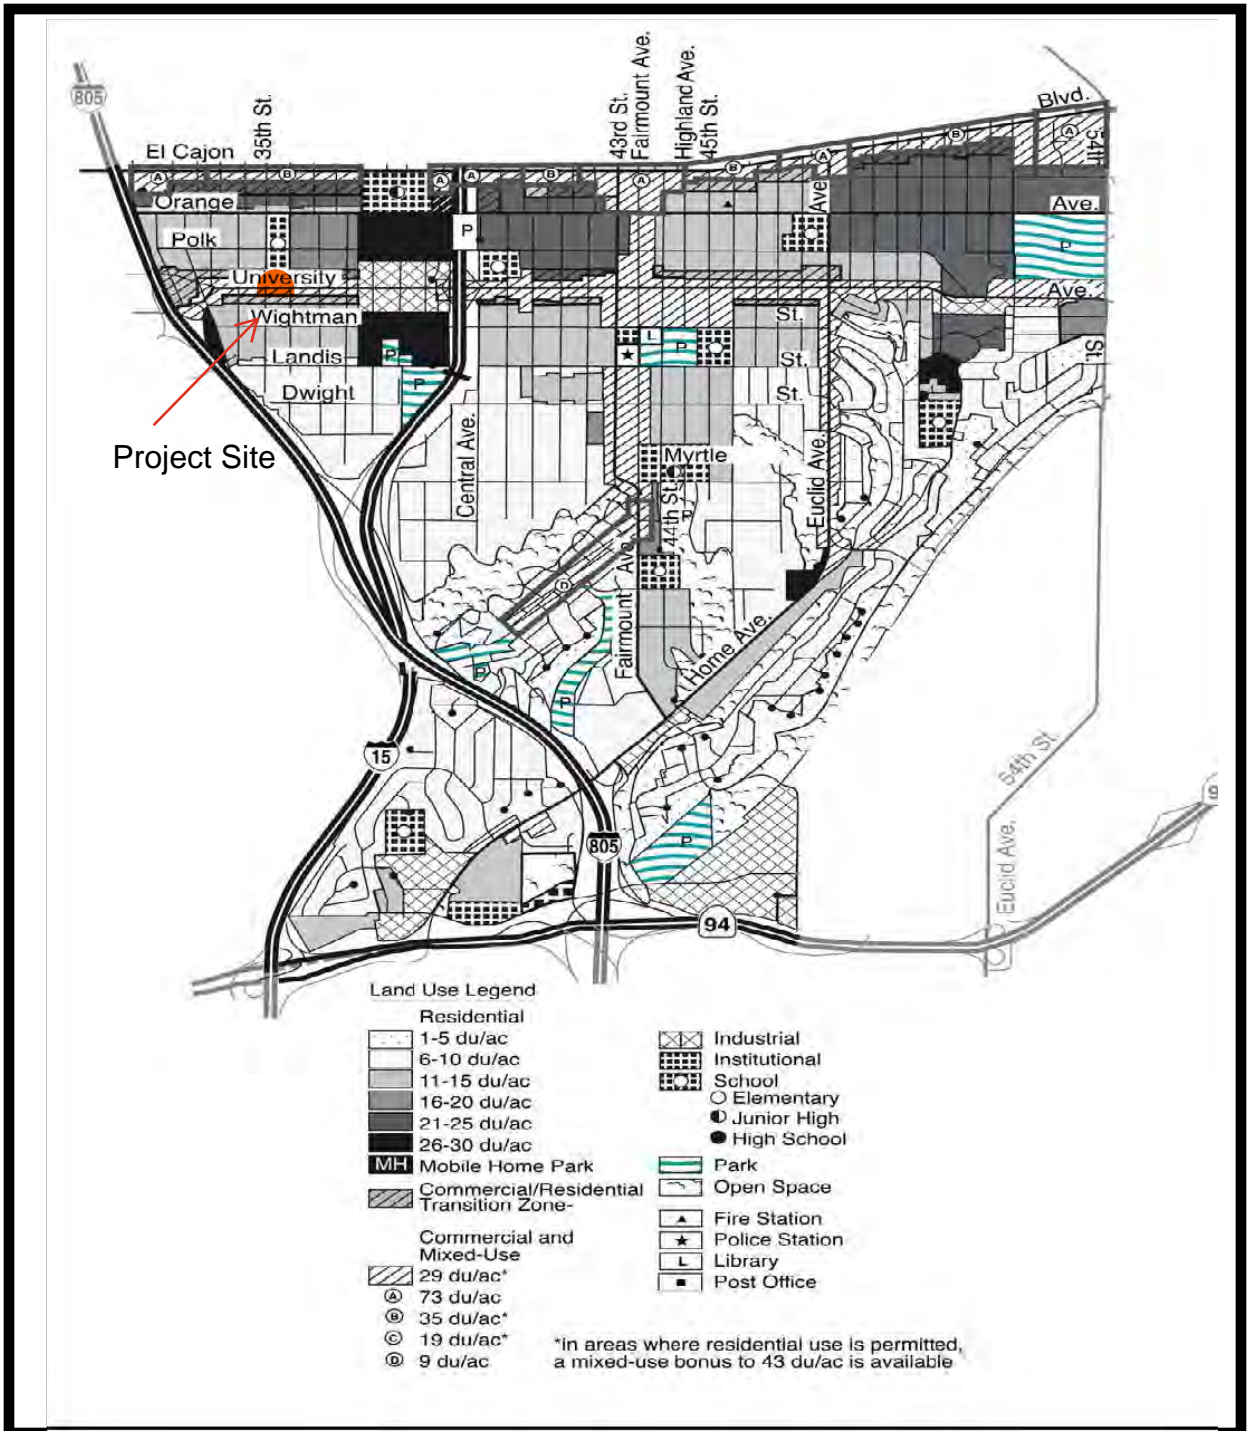 805
35th St.
43rd St.
Fairmount Ave.
Highland Ave.
45th St.
Blvd.
54th
El Cajon
A
B
A
A
B
A
B
A
B
A
Orange
Ave.
Ave.
Polk
P
P
University
Ave.
Wightman
St.
L
P
Landis
P
St.
St.
P
Dwight
St.
Project Site
Central Ave.
Myrtle
Euclid Ave.
44th St.
P
Fairmount Ave.
D
Home Ave.
P
P
15
54th St.
9
805
P
Euclid Ave.
94
Land Use Legend
Residential
1-5 du/ac
6-10 du/ac
11-15 du/ac
16-20 du/ac
21-25 du/ac
26-30 du/ac
MH Mobile Home Park
Commercial/Residential
Transition Zone-
Commercial and
Mixed-Use
29 du/ac*
A 73 du/ac
B 35 du/ac*
C 19 du/ac*
D 9 du/ac
Industrial
Institutional
School
Elementary
Junior High
High School
Park
Open Space
Fire Station
Police Station
L Library
Post Office
*in areas where residential use is permitted,
a mixed-use bonus to 43 du/ac is available